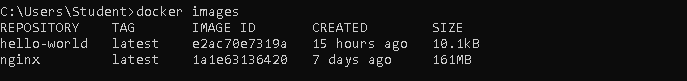 C:\Users\Student>docker images
REPOSITORY TAG IMAGE ID CREATED SIZE
hello-world latest e2ac70e7319a 15 hours ago 10.1kB
nginx latest 1a1e63136420 7 days ago 161MB